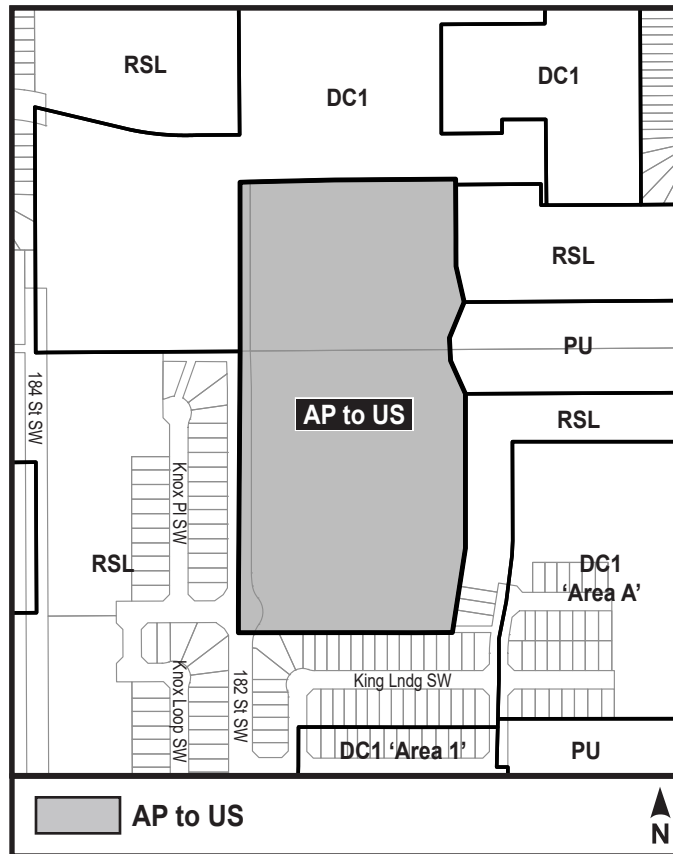 RSL
DC1
DC1
RSL
PU
AP to US
RSL
184 St SW
Knox Pl SW
RSL
DC1
'Area A'
King Lndg SW
Knox Loop SW
182 St SW
DC1 'Area 1'
PU
AP to US
N